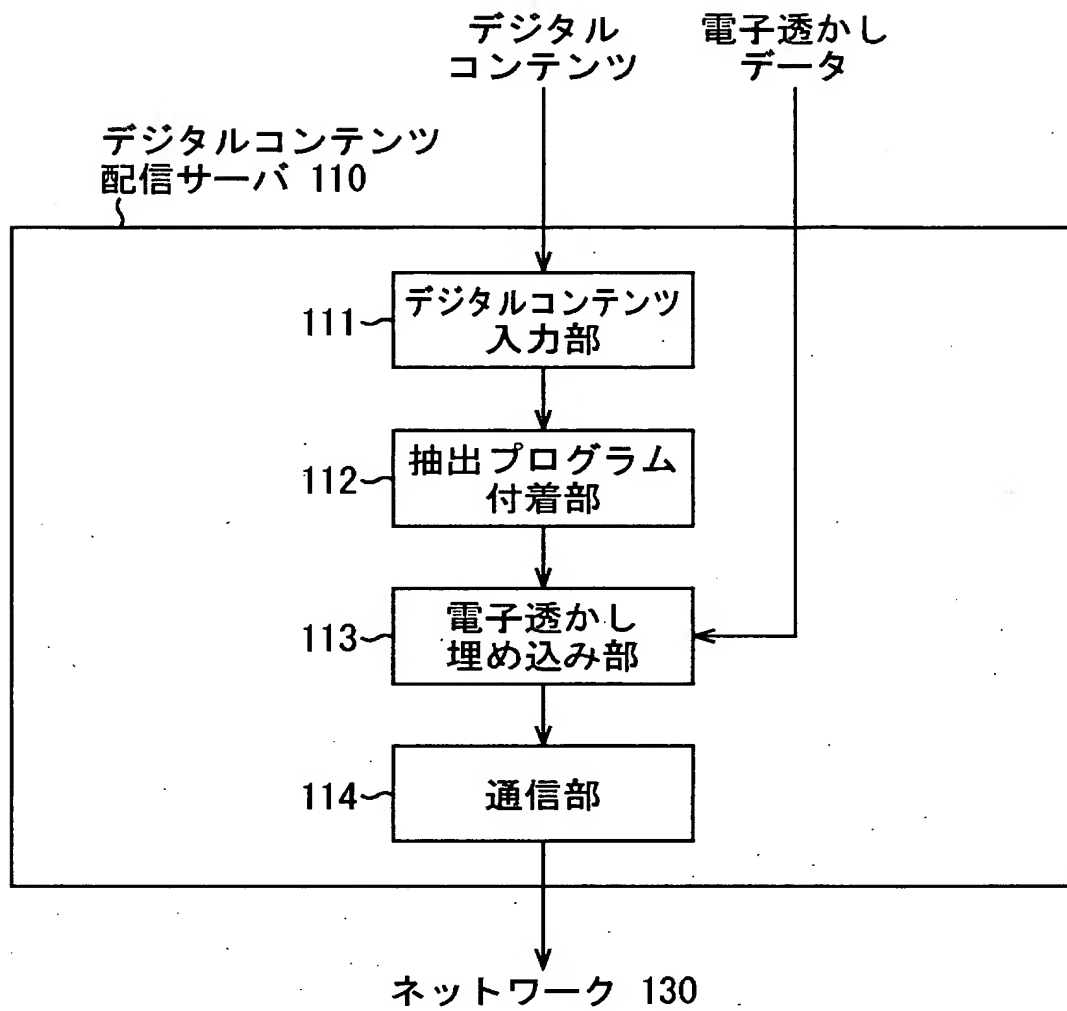 デジタル
コンテンツ
電子透かし
データ
デジタルコンテンツ
配信サーバ 110
111
デジタルコンテンツ
入力部
112
抽出プログラム
付着部
113
電子透かし
埋め込み部
114
通信部
ネットワーク 130